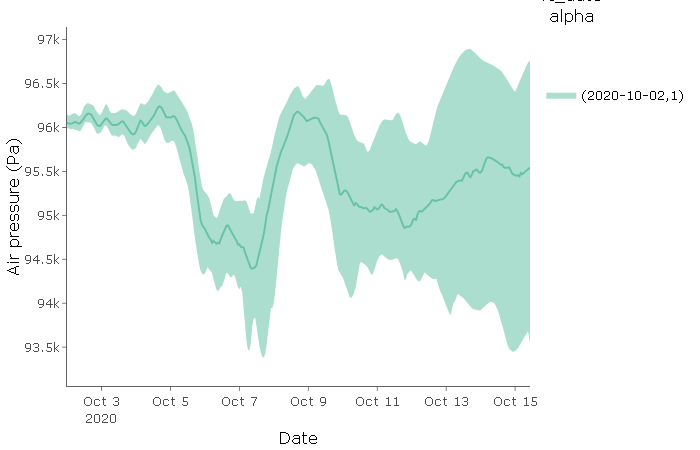 alpha
97k
96.5k
96k
95.5k
95k
94.5k
94k
93.5k
Air pressure (Pa)
Oct 3
2020
Oct 5
Oct 7
Oct 9
Oct 11
Oct 13
Oct 15
Date
(2020-10-02,1)